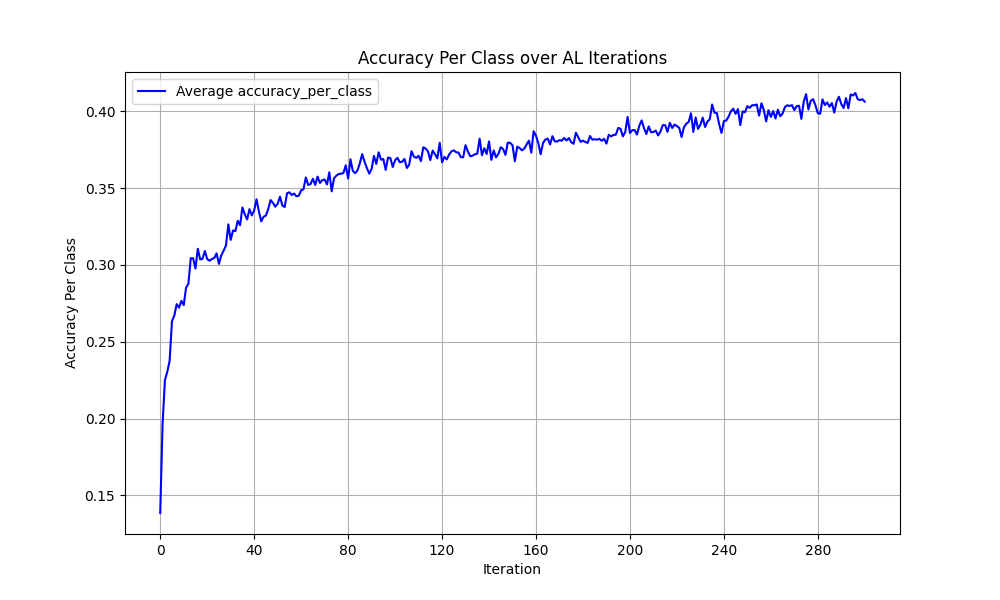 Accuracy Per Class over AL Iterations
Average accuracy_per_class
Accuracy Per Class
0.40
0.35
0.30
0.25
0.20
0.15
0 40 80 120 160 200 240 280
Iteration